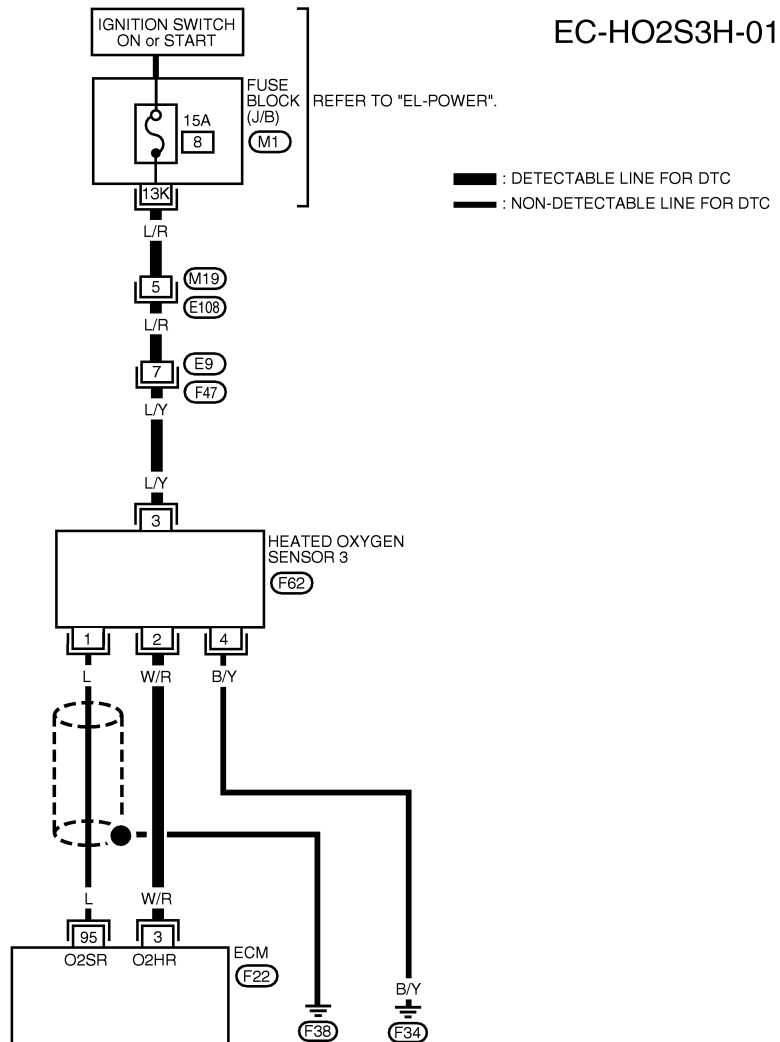 IGNITION SWITCH
ON or START
EC-HO2S3H-01
FUSE
BLOCK
(J/B)
REFER TO "EL-POWER".
15A
8
M1
13K
: DETECTABLE LINE FOR DTC
: NON-DETECTABLE LINE FOR DTC
L/R
5
M19
E108
L/R
7
E9
F47
L/Y
L/Y
3
HEATED OXYGEN
SENSOR 3
F62
1
2
4
L
W/R
B/Y
L
W/R
95
3
O2SR
O2HR
ECM
F22
B/Y
F38
F34